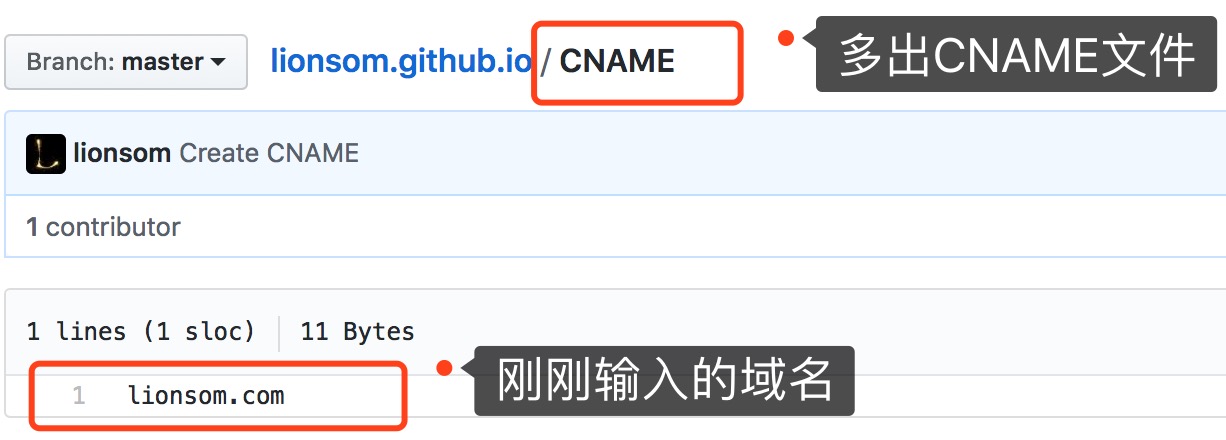 Branch: master
lionsom.github.io / CNAME
多出CNAME文件
lionsom Create CNAME
1 contributor
1 lines (1 sloc) 11 Bytes
刚刚输入的域名
1 lionsom.com